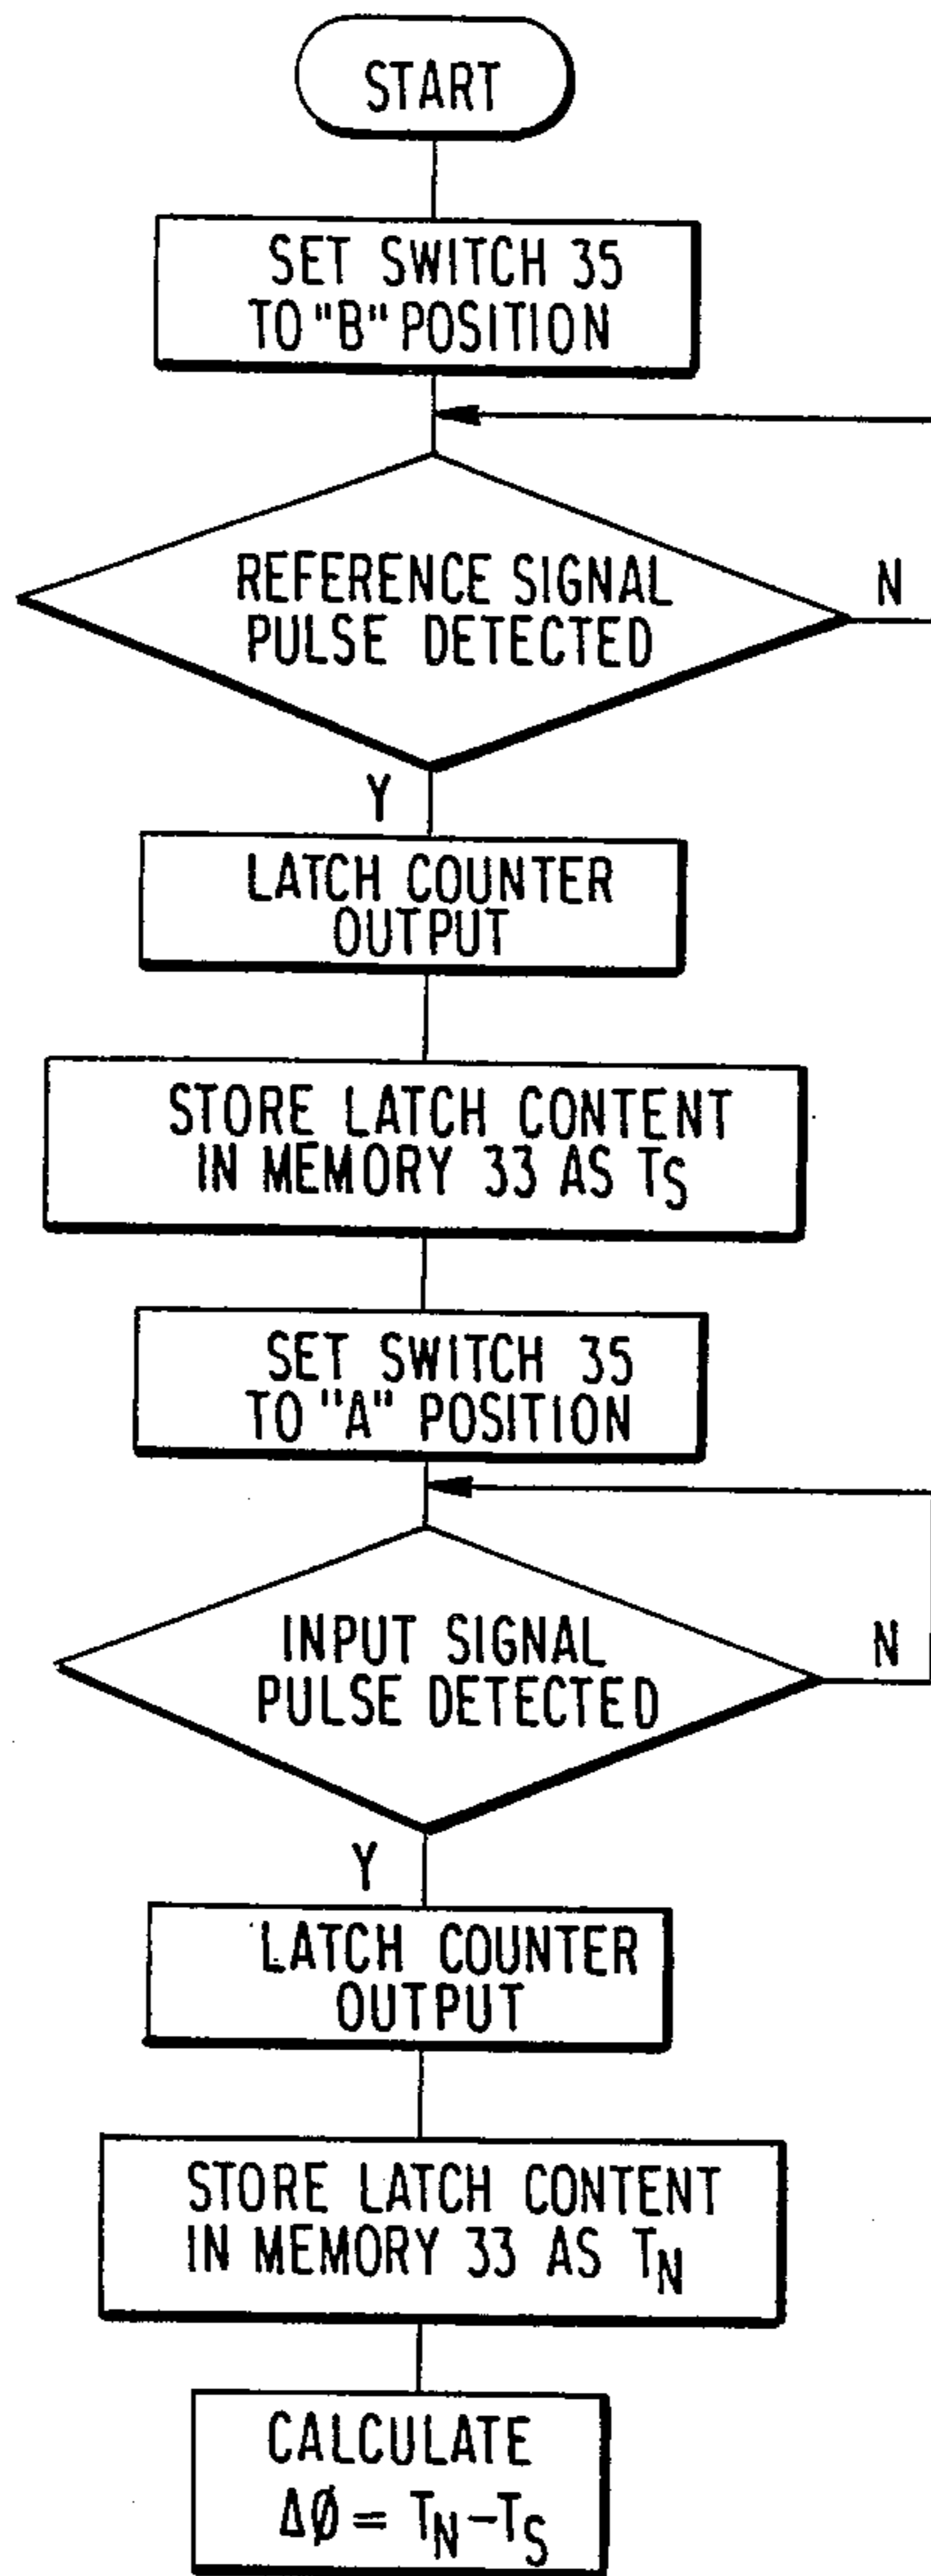 START
SET SWITCH 35
TO "B" POSITION
REFERENCE SIGNAL
PULSE DETECTED
N
Y
LATCH COUNTER
OUTPUT
STORE LATCH CONTENT
IN MEMORY 33 AS TS
SET SWITCH 35
TO "A" POSITION
INPUT SIGNAL
PULSE DETECTED
N
Y
LATCH COUNTER
OUTPUT
STORE LATCH CONTENT
IN MEMORY 33 AS TN
CALCULATE
ΔØ = TN-TS